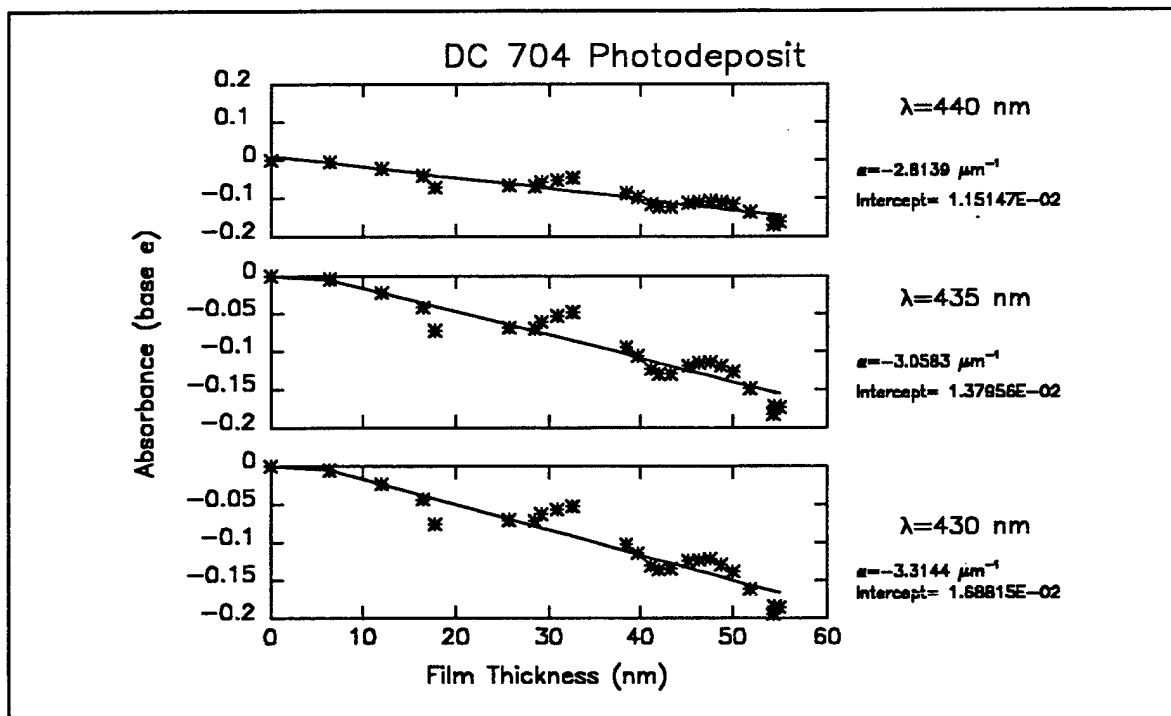 DC 704 Photodeposit
0.2
0.1
0
−0.1
−0.2
λ=440 nm
α=−2.8139 μm⁻¹
Intercept= 1.15147E−02
Absorbance (base e)
0
−0.05
−0.1
−0.15
−0.2
λ=435 nm
α=−3.0583 μm⁻¹
Intercept= 1.37956E−02
0
−0.05
−0.1
−0.15
−0.2
λ=430 nm
α=−3.3144 μm⁻¹
Intercept= 1.68815E−02
0 10 20 30 40 50 60
Film Thickness (nm)